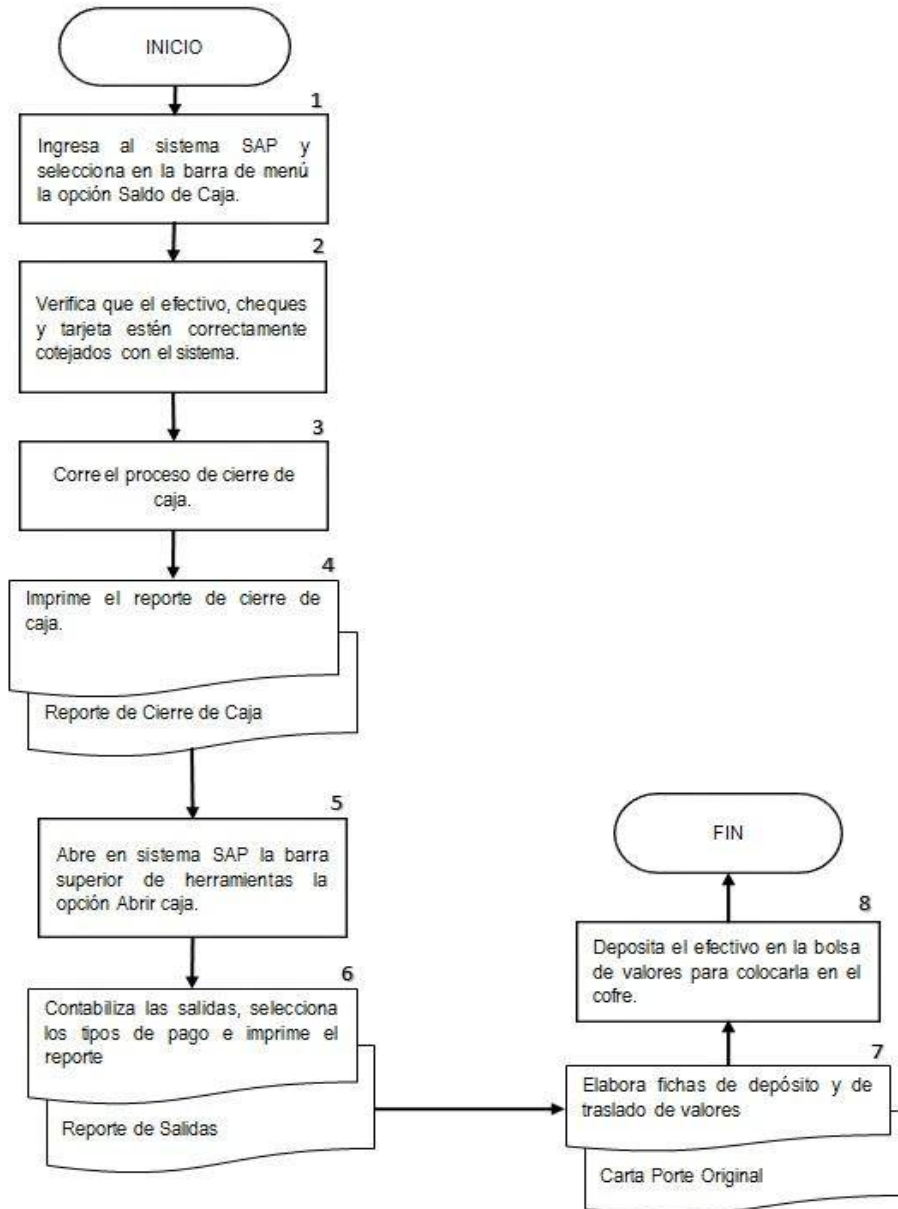 INICIO
1
Ingresa al sistema SAP y
selecciona en la barra de menú
la opción Saldo de Caja.
2
Verifica que el efectivo, cheques
y tarjeta estén correctamente
cotejados con el sistema.
3
Corre el proceso de cierre de
caja.
4
Imprime el reporte de cierre de
caja.
Reporte de Cierre de Caja
5
Abre en sistema SAP la barra
superior de herramientas la
opción Abrir caja.
6
Contabiliza las salidas, selecciona
los tipos de pago e imprime el
reporte
Reporte de Salidas
7
Elabora fichas de depósito y de
traslado de valores
Carta Porte Original
8
Deposita el efectivo en la bolsa
de valores para colocarla en el
cofre.
FIN